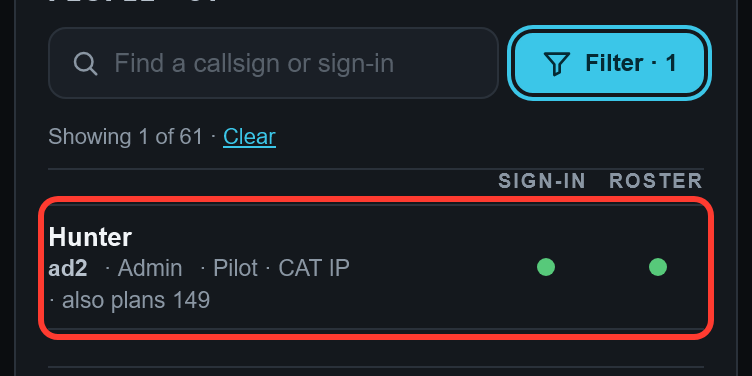 Find a callsign or sign-in
Filter · 1
Showing 1 of 61 · Clear
SIGN-IN ROSTER
Hunter
ad2 · Admin · Pilot · CAT IP
· also plans 149